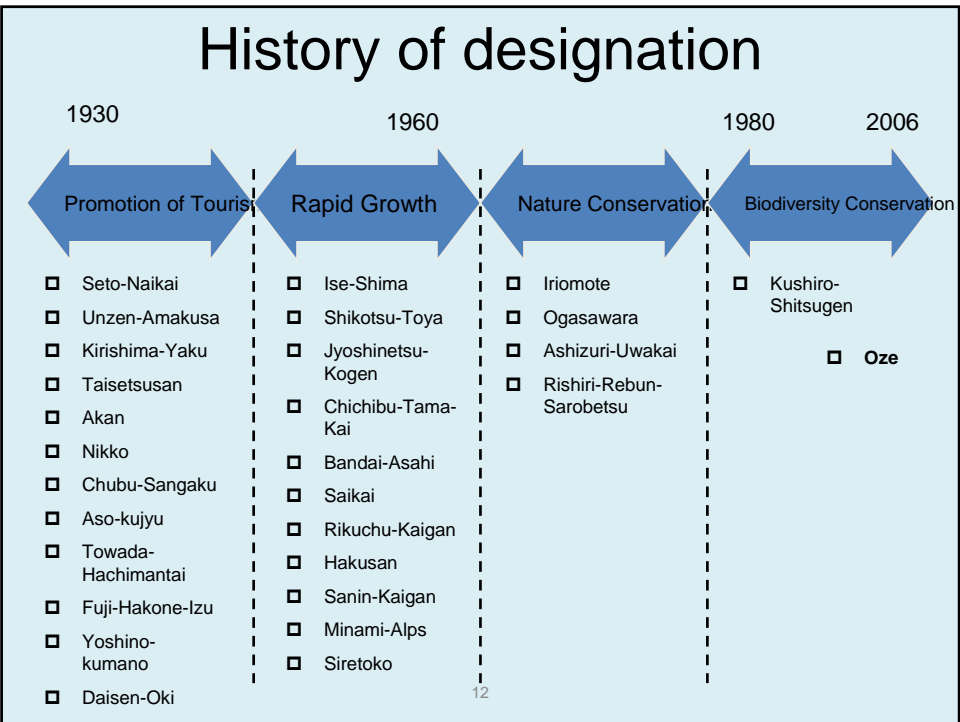 History of designation
1930
1960
1980
2006
Promotion of Touris
Rapid Growth
Nature Conservation
Biodiversity Conservation
Seto-Naikai
Unzen-Amakusa
Kirishima-Yaku
Taisetsusan
Akan
Nikko
Chubu-Sangaku
Aso-kujyu
Towada-
Hachimantai
Fuji-Hakone-Izu
Yoshino-
kumano
Daisen-Oki
Ise-Shima
Shikotsu-Toya
Jyoshinetsu-
Kogen
Chichibu-Tama-
Kai
Bandai-Asahi
Saikai
Rikuchu-Kaigan
Hakusan
Sanin-Kaigan
Minami-Alps
Siretoko
Iriomote
Ogasawara
Ashizuri-Uwakai
Rishiri-Rebun-
Sarobetsu
Kushiro-
Shitsugen
Oze
12